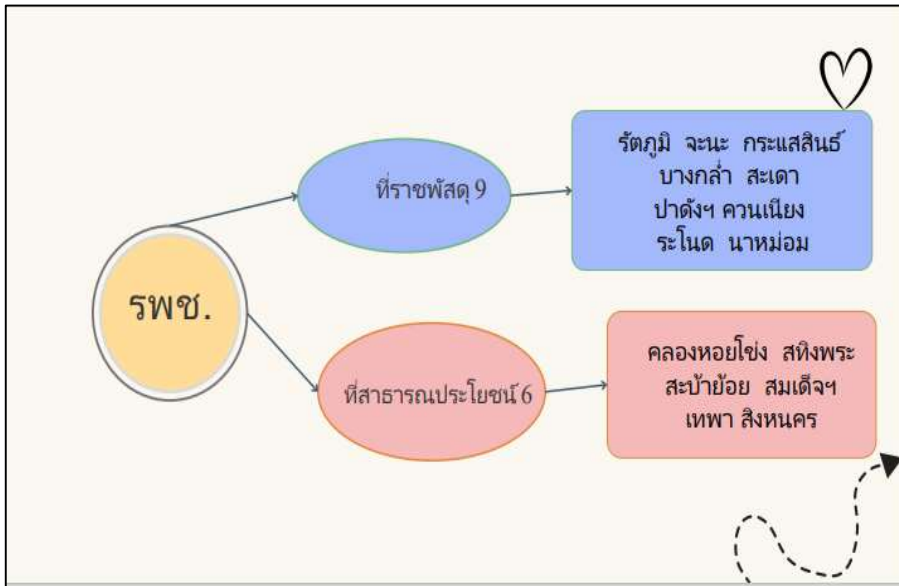 รพช.
ที่ราชพัสดุ 9
รัตภูมิ จะนะ กระแสสินธ์
บางกล่ำ สะเดา
ปาดังฯ ควนเนียง
ระโนด นาหม่อม
ที่สาธารณประโยชน์ 6
คลองหอยโข่ง สทิงพระ
สะบ้าย้อย สมเด็จฯ
เทพา สิงหนคร